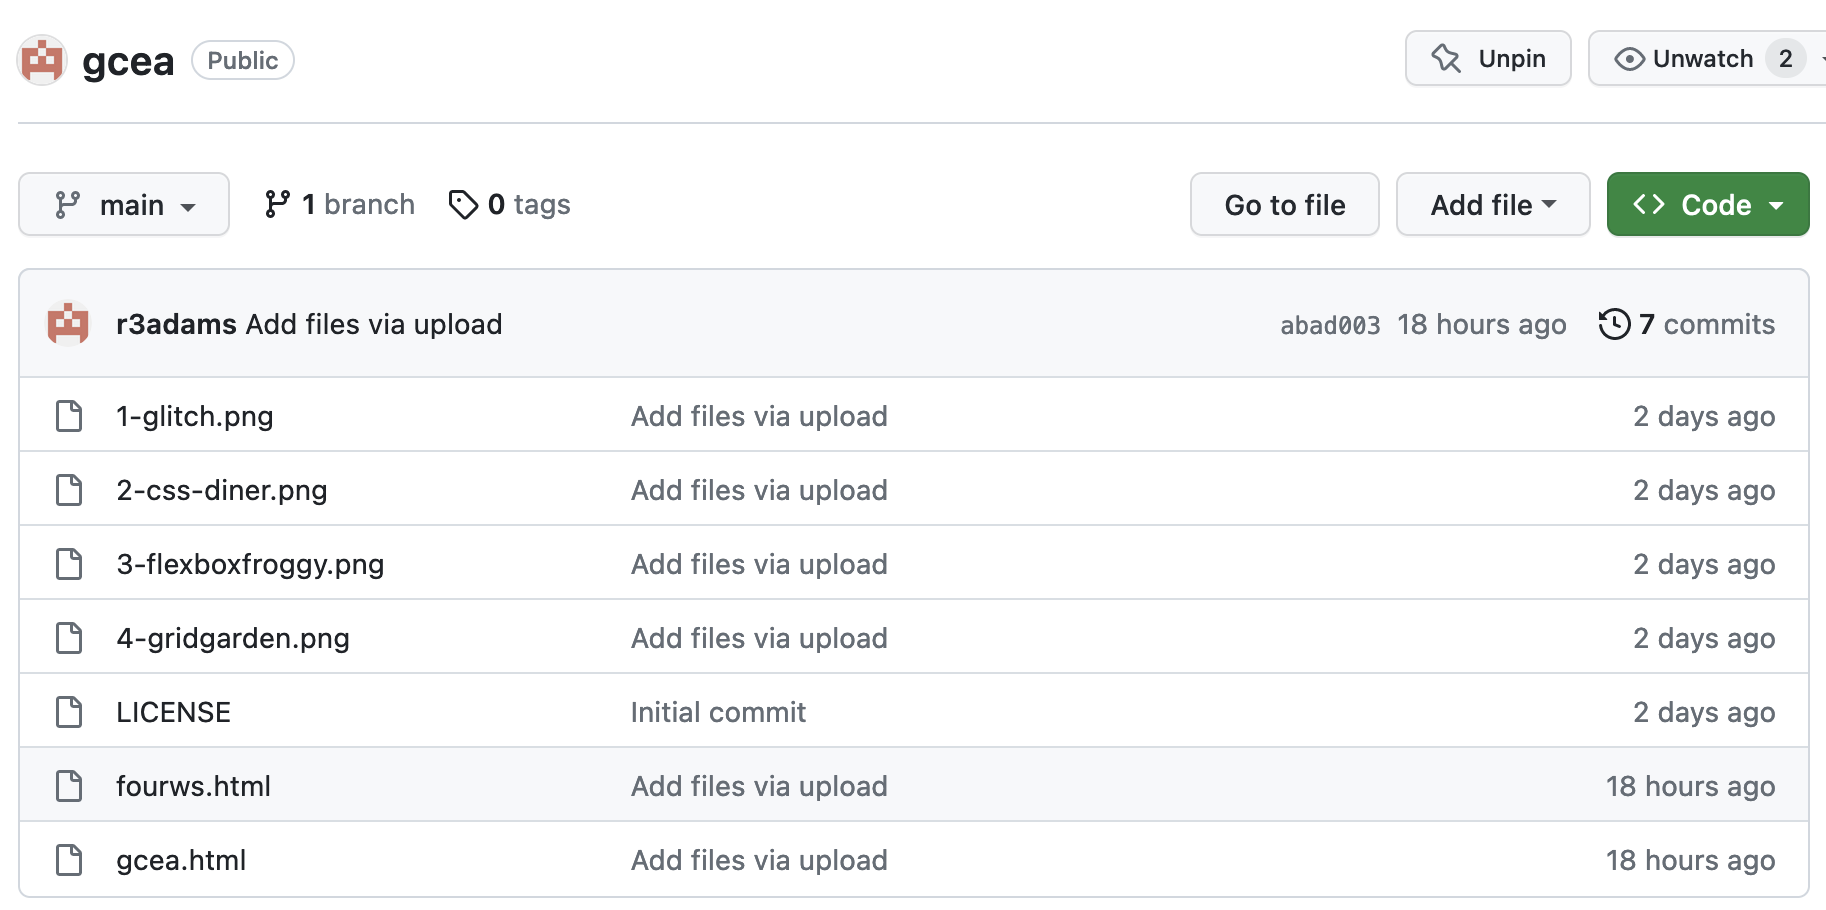 gcea Public Unpin Unwatch 2
main 1 branch 0 tags Go to file Add file Code
r3adams Add files via upload abad003 18 hours ago 7 commits
1-glitch.png Add files via upload 2 days ago
2-css-diner.png Add files via upload 2 days ago
3-flexboxfroggy.png Add files via upload 2 days ago
4-gridgarden.png Add files via upload 2 days ago
LICENSE Initial commit 2 days ago
fourws.html Add files via upload 18 hours ago
gcea.html Add files via upload 18 hours ago